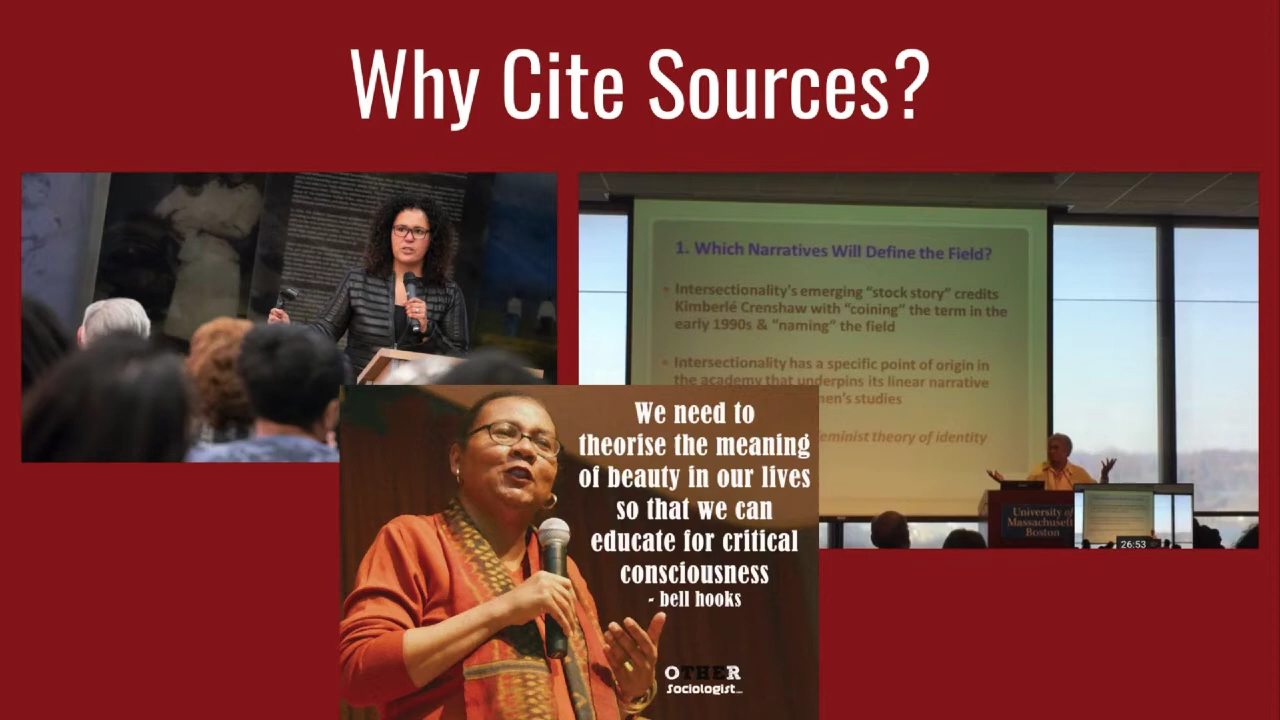 Why Cite Sources?
1. Which Narratives Will Define the Field?
Intersectionality's emerging "stock story" credits
Kimberlé Crenshaw with "coining" the term in the
early 1990s & "naming" the field
Intersectionality has a specific point of origin in
the academy that underpins its linear narrative
men's studies
feminist theory of identity
University of
Massachusetts
Boston
26:53
We need to
theorise the meaning
of beauty in our lives
so that we can
educate for critical
consciousness
- bell hooks
OTHER
Sociologist